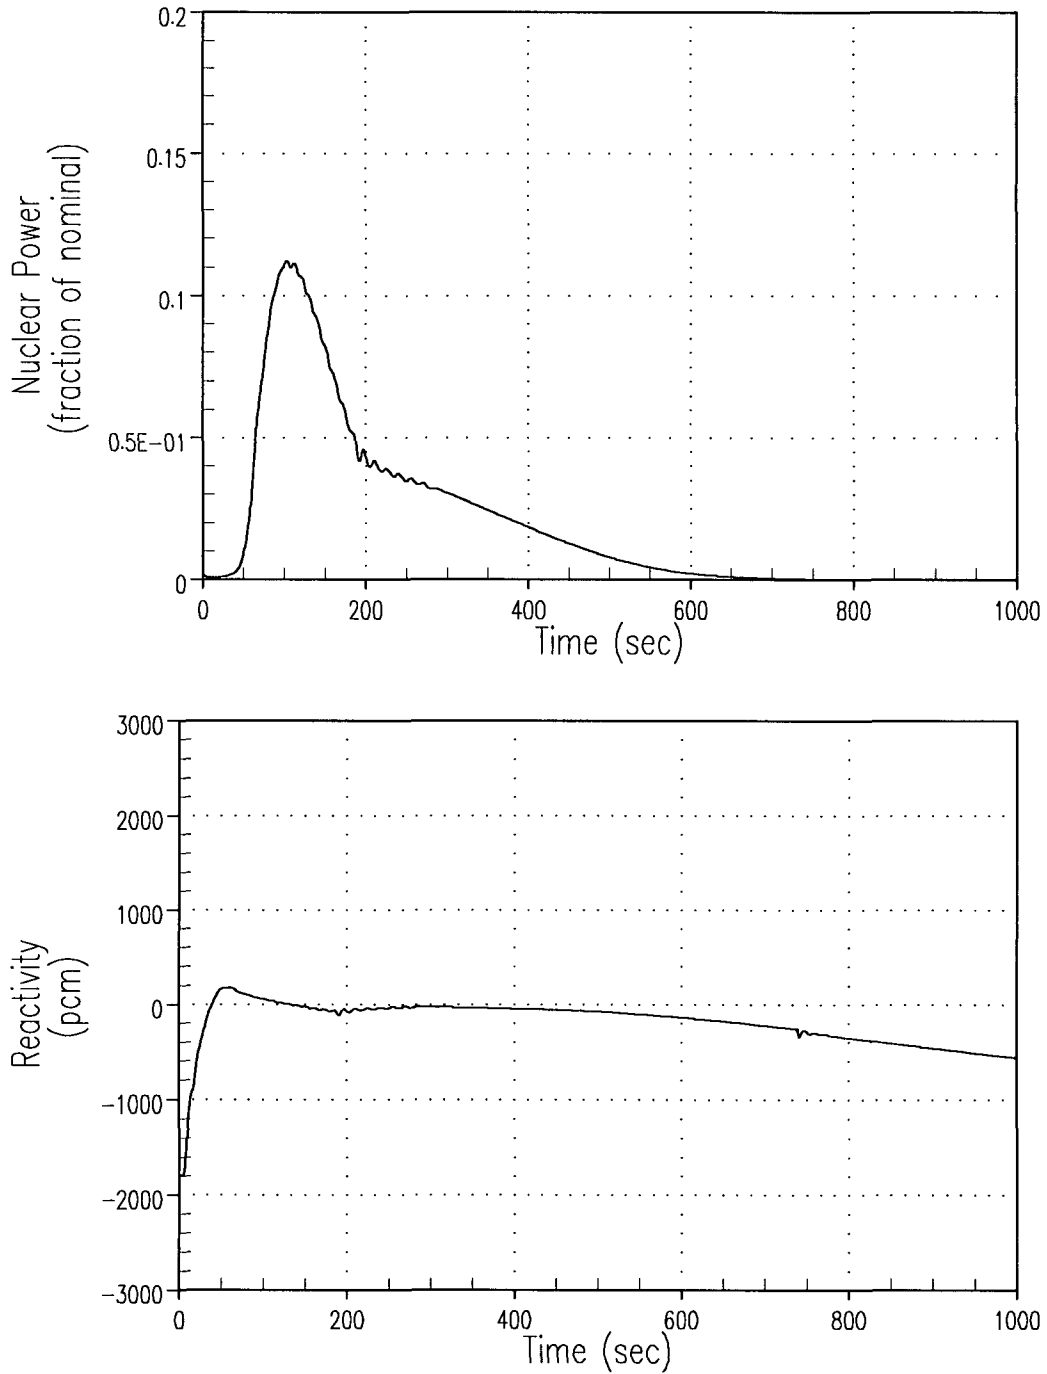 0.2
0.15
0.1
0.5E-01
0
Nuclear Power
(fraction of nominal)
0 200 400 600 800 1000
Time (sec)
3000
2000
1000
0
-1000
-2000
-3000
Reactivity
(pcm)
0 200 400 600 800 1000
Time (sec)